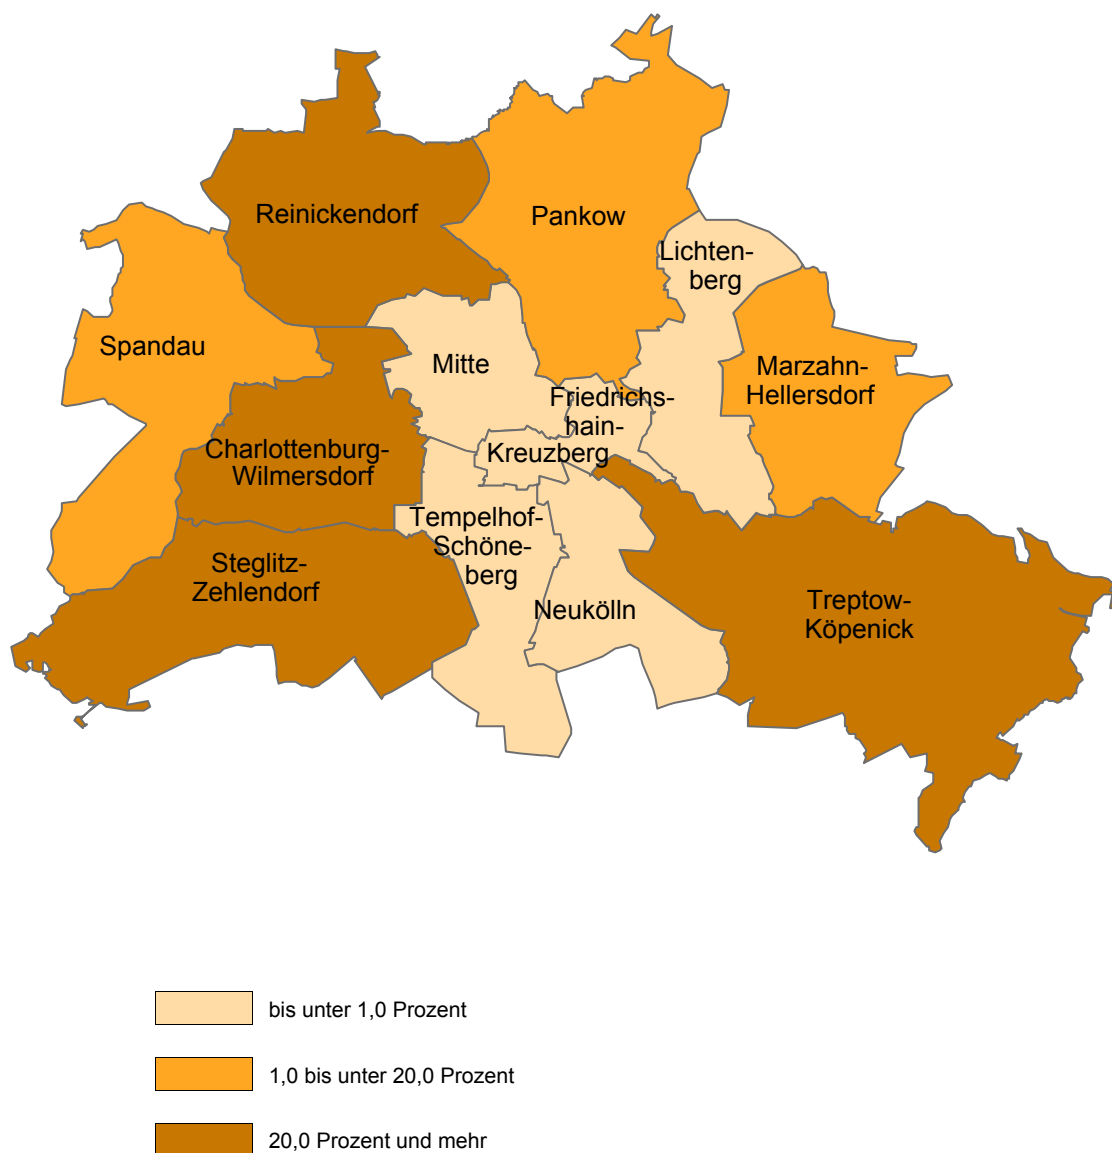 Reinickendorf
Pankow
Lichten-
berg
Spandau
Mitte
Marzahn-
Hellersdorf
Friedrichs-
hain-
Kreuzberg
Charlottenburg-
Wilmersdorf
Tempelhof-
Schöne-
berg
Steglitz-
Zehlendorf
Neukölln
Treptow-
Köpenick
bis unter 1,0 Prozent
1,0 bis unter 20,0 Prozent
20,0 Prozent und mehr